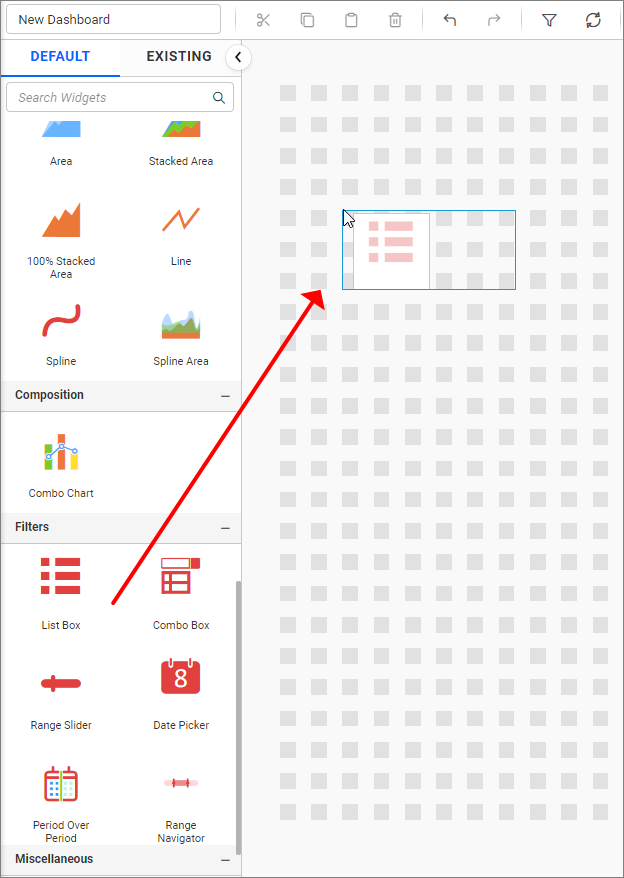 New Dashboard
DEFAULT
EXISTING
Search Widgets
Area
Stacked Area
100% Stacked
Area
Line
Spline
Spline Area
Composition
Combo Chart
Filters
List Box
Combo Box
Range Slider
8
Date Picker
Period Over
Period
Range
Navigator
Miscellaneous